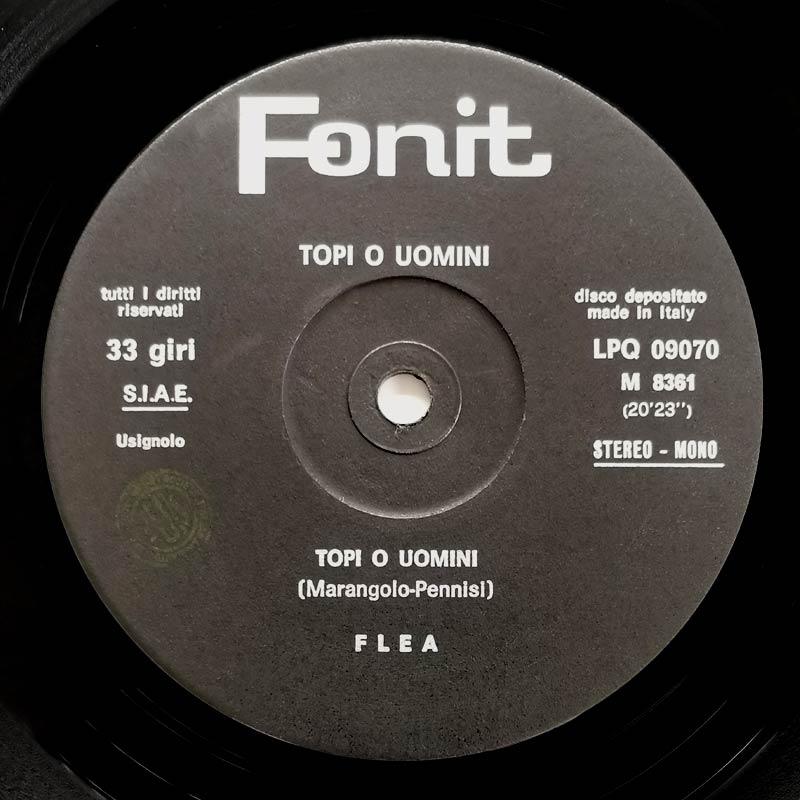 Fonit
TOPI O UOMINI
tutti i diritti
riservati
33 giri
S.I.A.E.
Usignolo
disco depositato
made in Italy
LPQ 09070
M 8361
(20'23")
STEREO - MONO
TOPI O UOMINI
(Marangolo-Pennisi)
FLEA